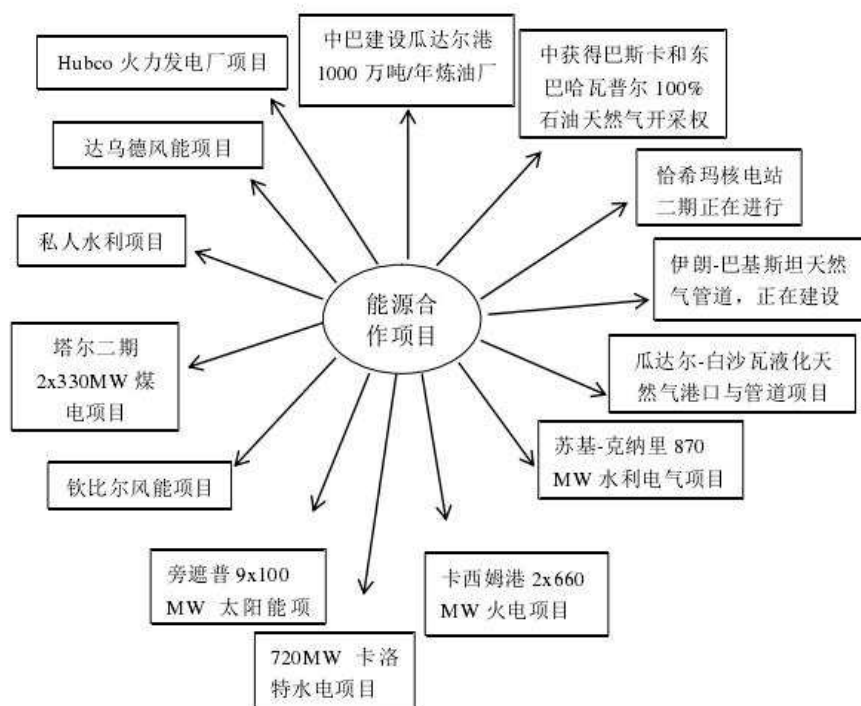 Hubco 火力发电厂项目
中巴建设瓜达尔港
1000 万吨/年炼油厂
中获得巴斯卡和东
巴哈瓦普尔 100%
石油天然气开采权
达乌德风能项目
恰希玛核电站
二期正在进行
私人水利项目
伊朗-巴基斯坦天然
气管道，正在建设
能源合
作项目
塔尔二期
2x330MW 煤
电项目
瓜达尔-白沙瓦液化天
然气港口与管道项目
苏基-克纳里 870
MW 水利电气项目
钦比尔风能项目
旁遮普 9x100
MW 太阳能项
卡西姆港 2x660
MW 火电项目
720MW 卡洛
特水电项目